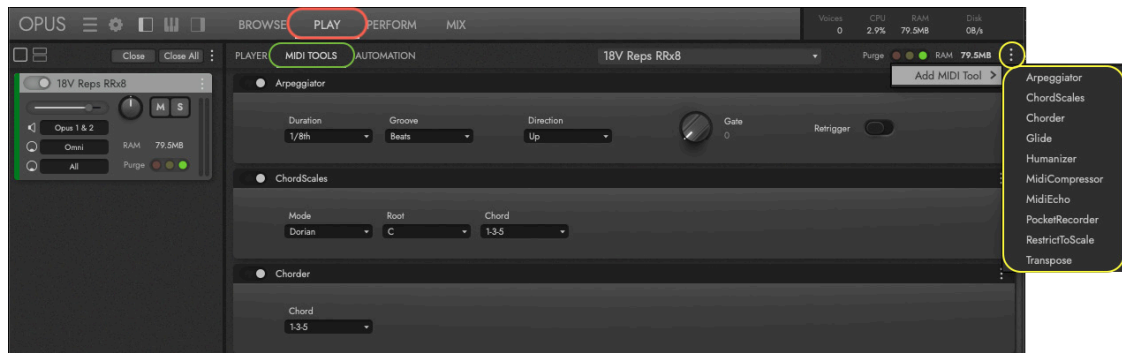 OPUS BROWSE PLAY PERFORM MIX Voices CPU RAM Disk
0 2.9% 79.5MB 0B/s
Close Close All PLAYER MIDI TOOLS AUTOMATION 18V Reps RRx8 Purge RAM 79.5MB
18V Reps RRx8
M S
Opus 1 & 2
Omni RAM 79.5MB
All Purge
Add MIDI Tool >
Arpeggiator
ChordScales
Chorder
Glide
Humanizer
MidiCompressor
MidiEcho
PocketRecorder
RestrictToScale
Transpose
Arpeggiator
Duration Groove Direction Gate Retrigger
1/8th Beats Up 0
ChordScales
Mode Root Chord
Dorian C 1-3-5
Chorder
Chord
1-3-5